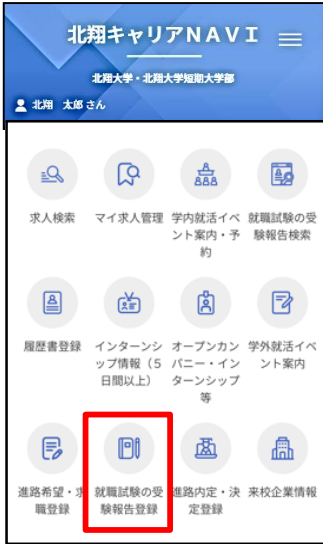 北翔キャリアNAVI
北翔大学・北翔大学短期大学部
北翔 太郎 さん
求人検索
マイ求人管理
学内就活イベ
ント案内・予
約
就職試験の受
験報告検索
履歴書登録
インターンシ
ップ情報(5
日間以上)
オープンカン
パニー・イン
ターンシップ
等
学外就活イベ
ント案内
進路希望・求
職登録
就職試験の受
験報告登録
進路内定・決
定登録
来校企業情報